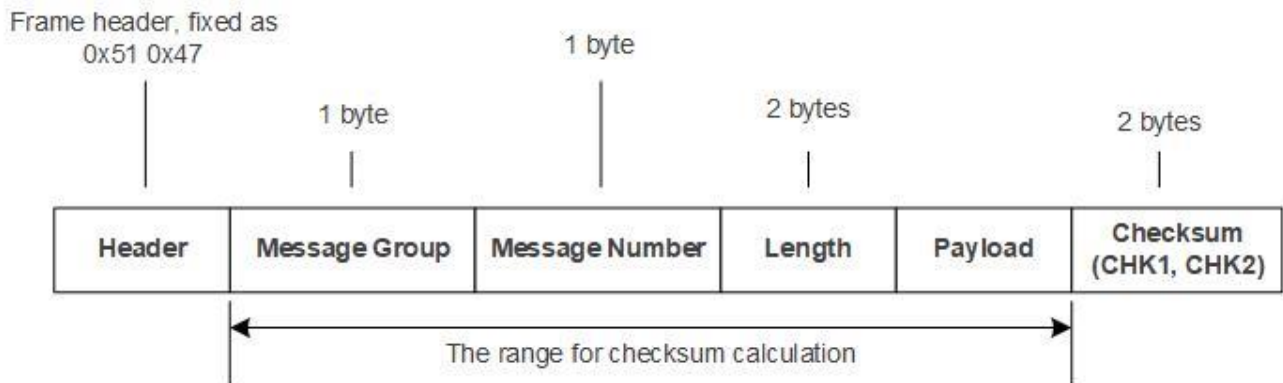 Frame header, fixed as
0x51 0x47
1 byte
1 byte
2 bytes
2 bytes
Header
Message Group
Message Number
Length
Payload
Checksum
(CHK1, CHK2)
The range for checksum calculation